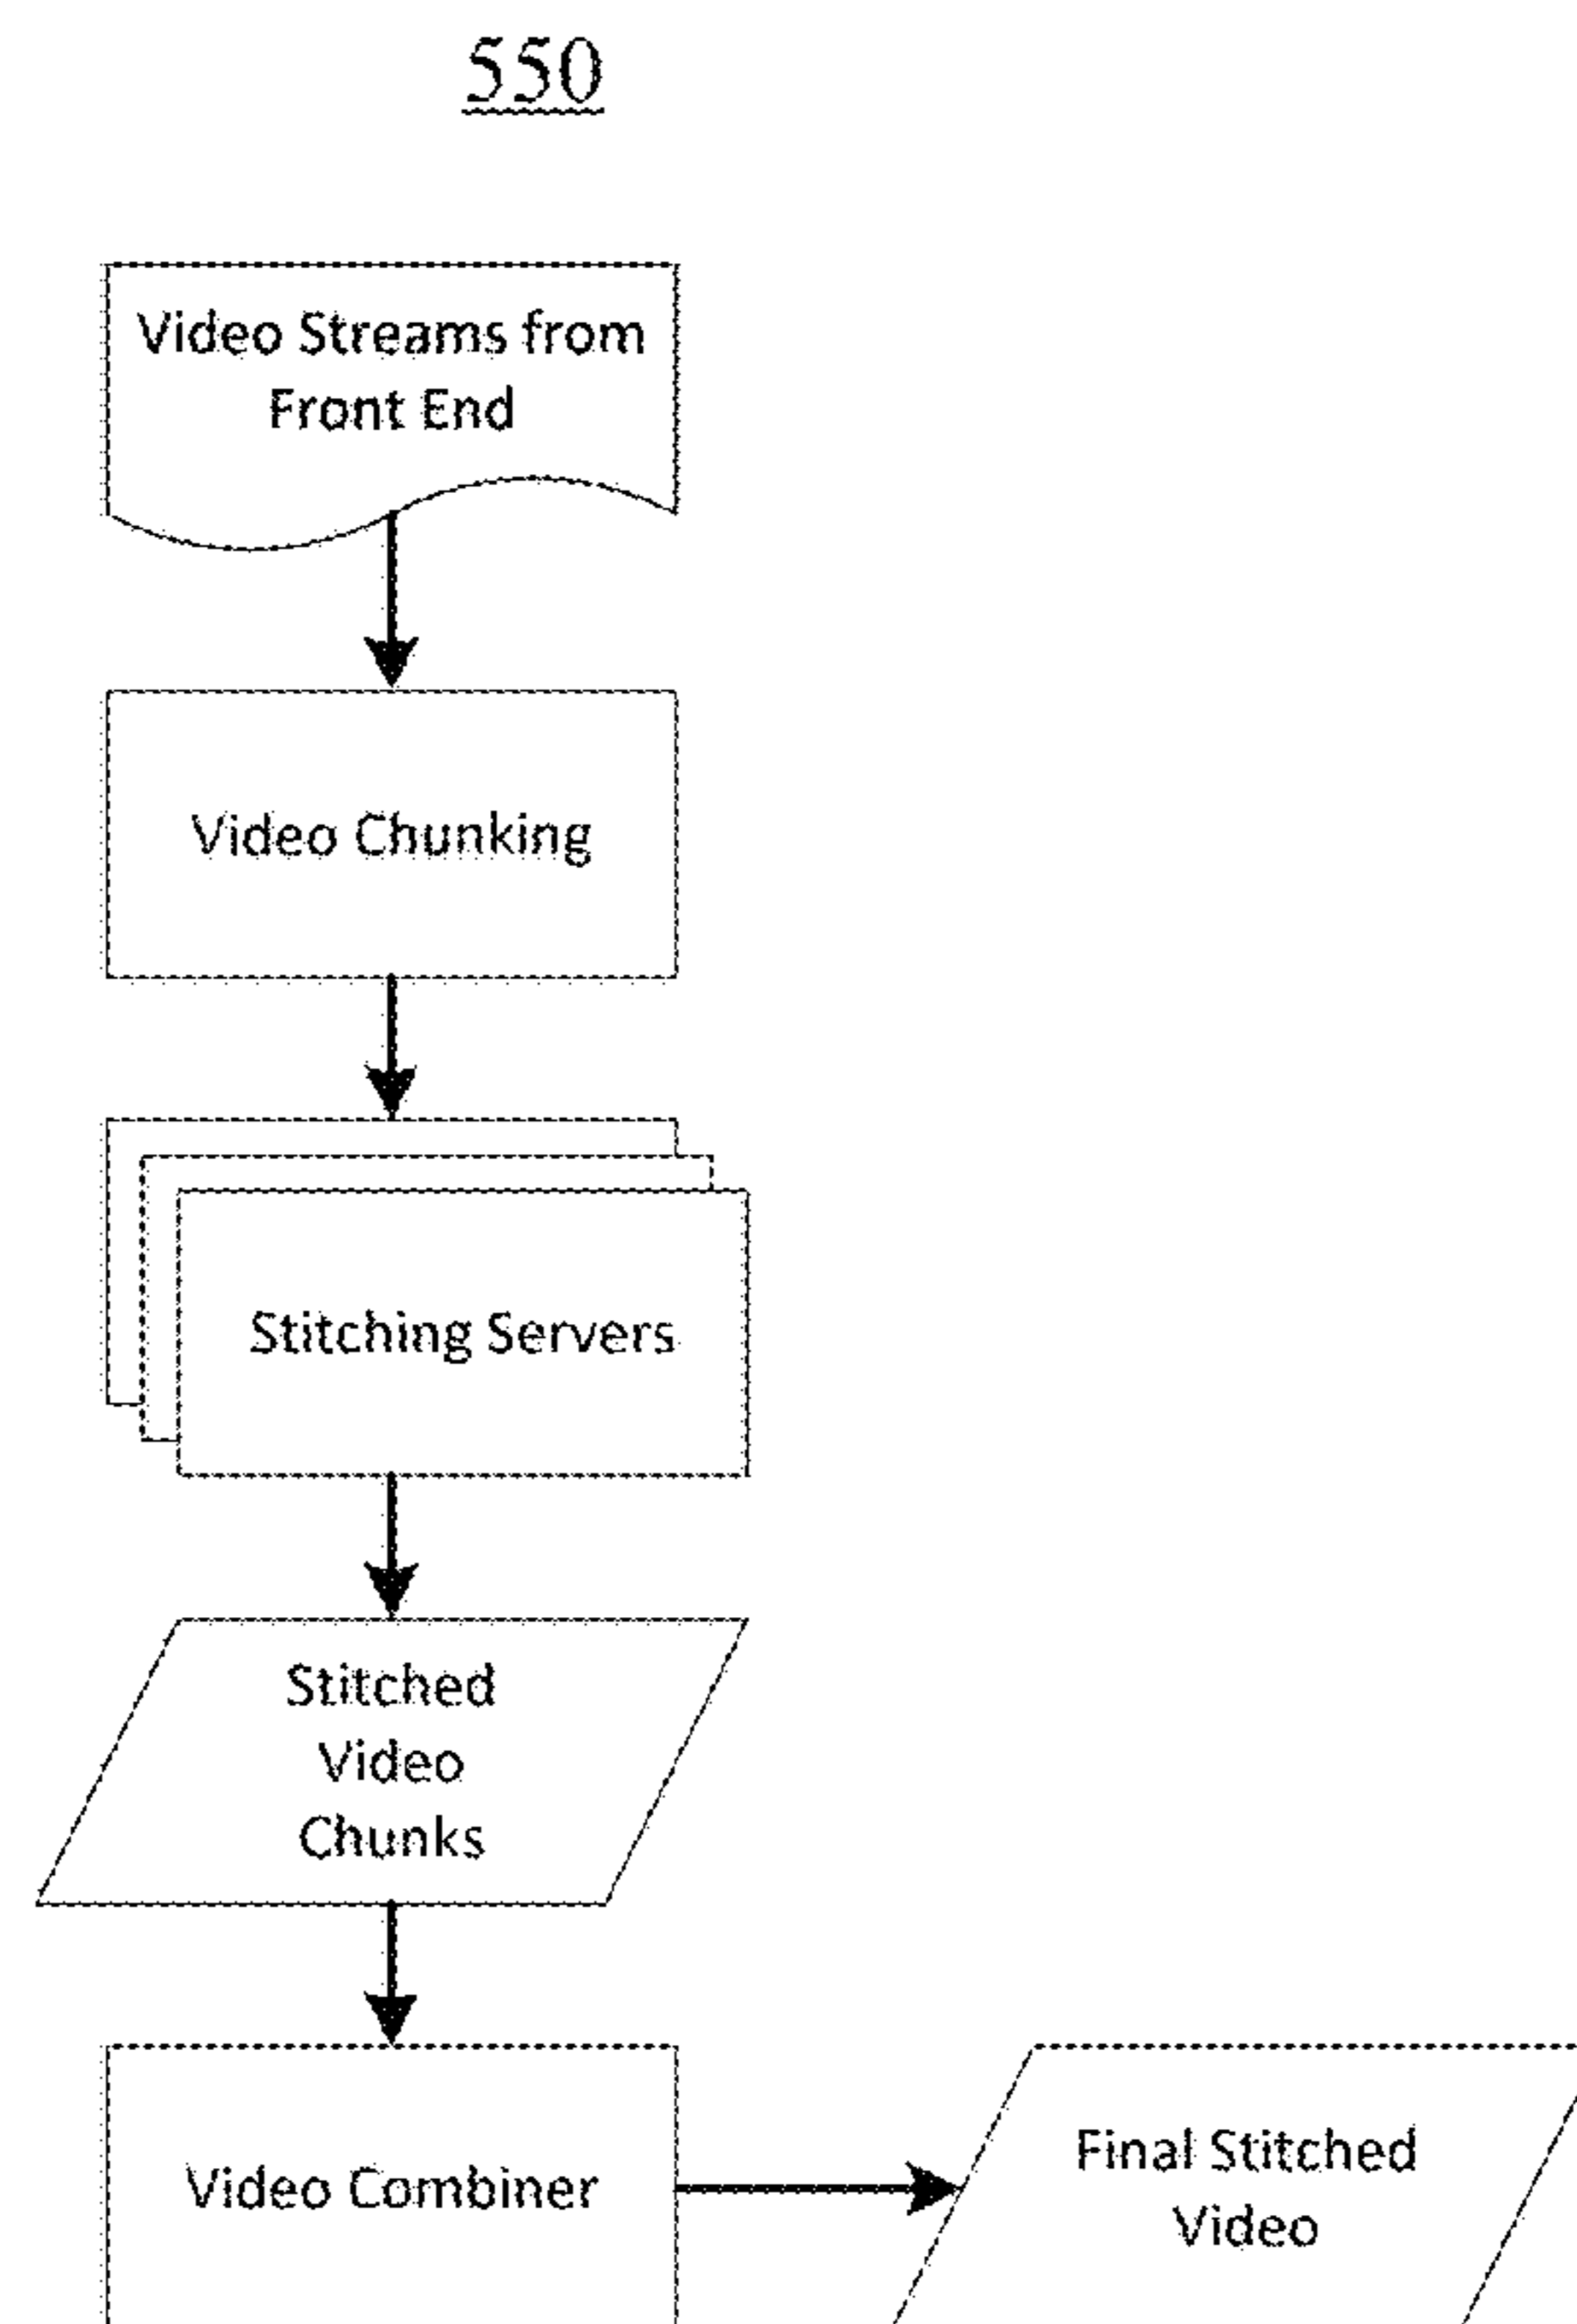 550
Video Streams from
Front End
Video Chunking
Stitching Servers
Stitched
Video
Chunks
Video Combiner
Final Stitched
Video